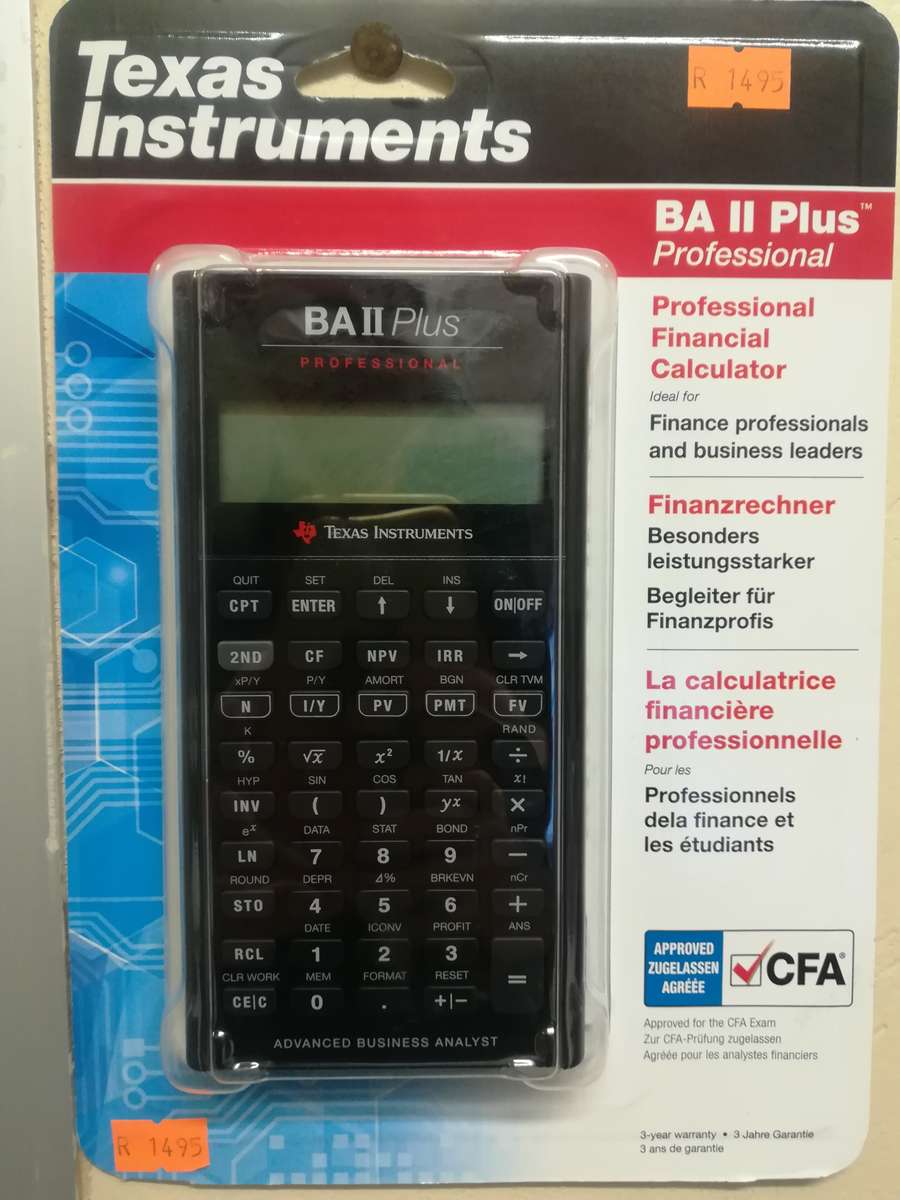 Texas
Instruments
R 1495
BA II Plus™
Professional
Professional
Financial
Calculator
Ideal for
Finance professionals
and business leaders
Finanzrechner
Besonders
leistungsstarker
Begleiter für
Finanzprofis
La calculatrice
financière
professionnelle
Pour les
Professionnels
dela finance et
les étudiants
APPROVED
ZUGELASSEN
AGRÉÉE
CFA®
Approved for the CFA Exam
Zur CFA-Prüfung zugelassen
Agréée pour les analystes financiers
3-year warranty • 3 Jahre Garantie
3 ans de garantie
BA II Plus
PROFESSIONAL
TEXAS INSTRUMENTS
QUIT SET DEL INS
CPT ENTER ↑ ↓ ON|OFF
2ND CF NPV IRR →
xP/Y P/Y AMORT BGN CLR TVM
N I/Y PV PMT FV
K RAND
% √x x² 1/x ÷
HYP SIN COS TAN x!
INV ( ) yx ×
eˣ DATA STAT BOND nPr
LN 7 8 9 −
ROUND DEPR Δ% BRKEVN nCr
STO 4 5 6 +
DATE ICONV PROFIT ANS
RCL 1 2 3 =
CLR WORK MEM FORMAT RESET
CE|C 0 . +|−
ADVANCED BUSINESS ANALYST
R 1495